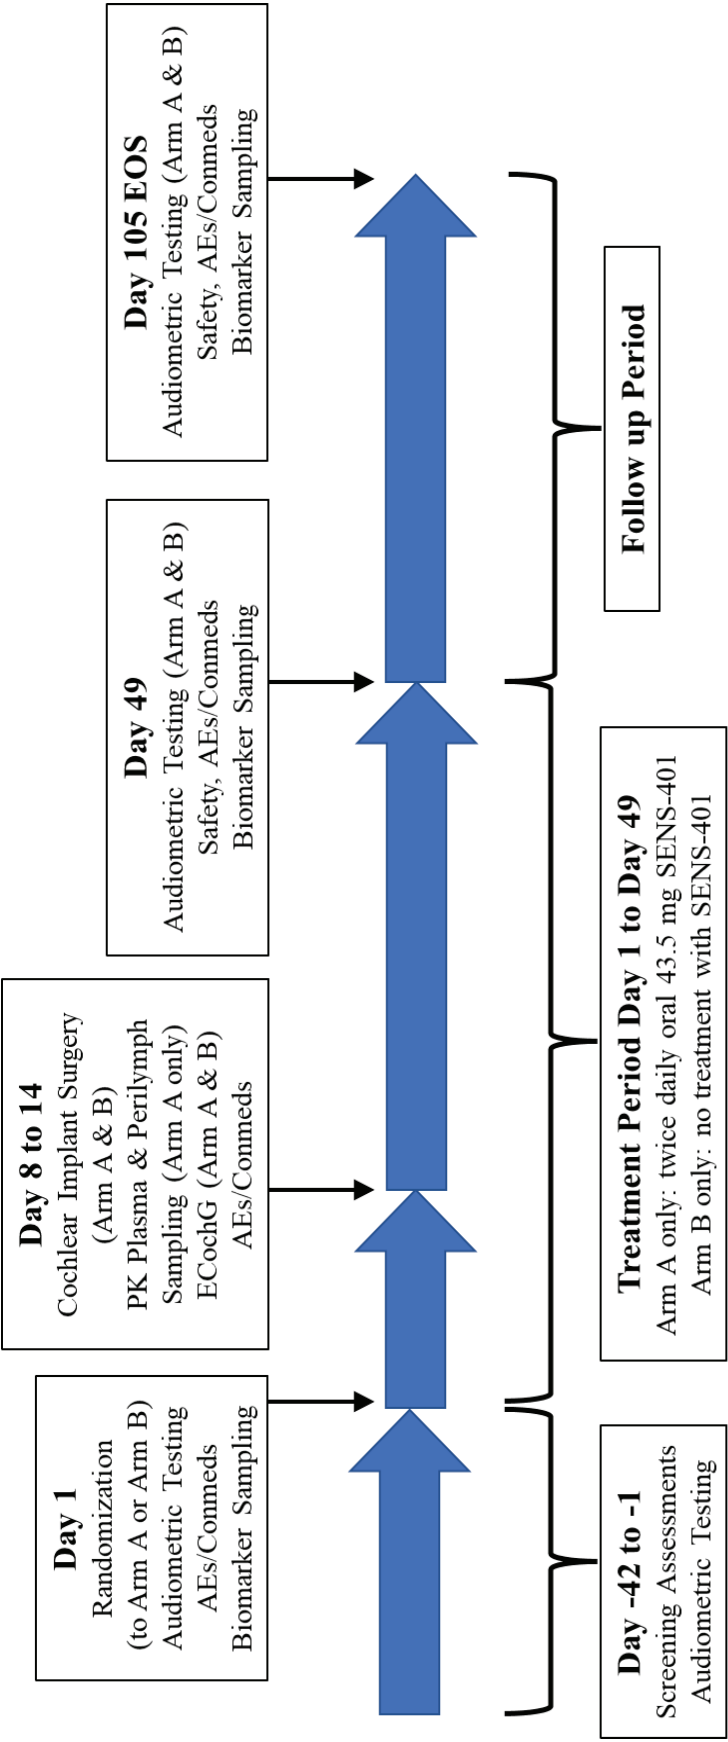 Day 1
Randomization
(to Arm A or Arm B)
Audiometric Testing
AEs/Conmeds
Biomarker Sampling
Day 8 to 14
Cochlear Implant Surgery
(Arm A & B)
PK Plasma & Perilymph
Sampling (Arm A only)
ECochG (Arm A & B)
AEs/Conmeds
Day 49
Audiometric Testing (Arm A & B)
Safety, AEs/Conmeds
Biomarker Sampling
Day 105 EOS
Audiometric Testing (Arm A & B)
Safety, AEs/Conmeds
Biomarker Sampling
Day -42 to -1
Screening Assessments
Audiometric Testing
Treatment Period Day 1 to Day 49
Arm A only: twice daily oral 43.5 mg SENS-401
Arm B only: no treatment with SENS-401
Follow up Period